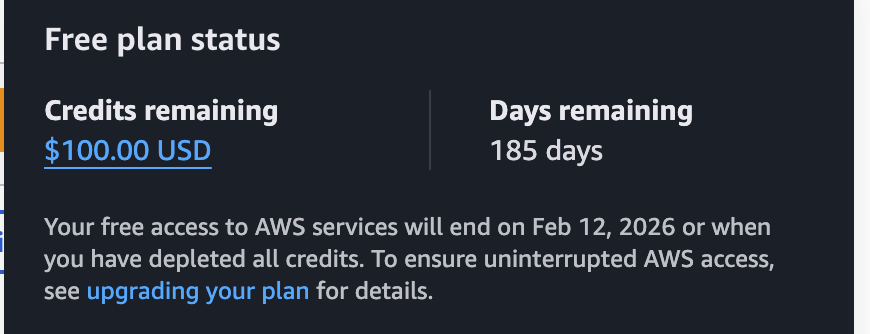 Free plan status
Credits remaining
$100.00 USD
Days remaining
185 days
Your free access to AWS services will end on Feb 12, 2026 or when
you have depleted all credits. To ensure uninterrupted AWS access,
see upgrading your plan for details.